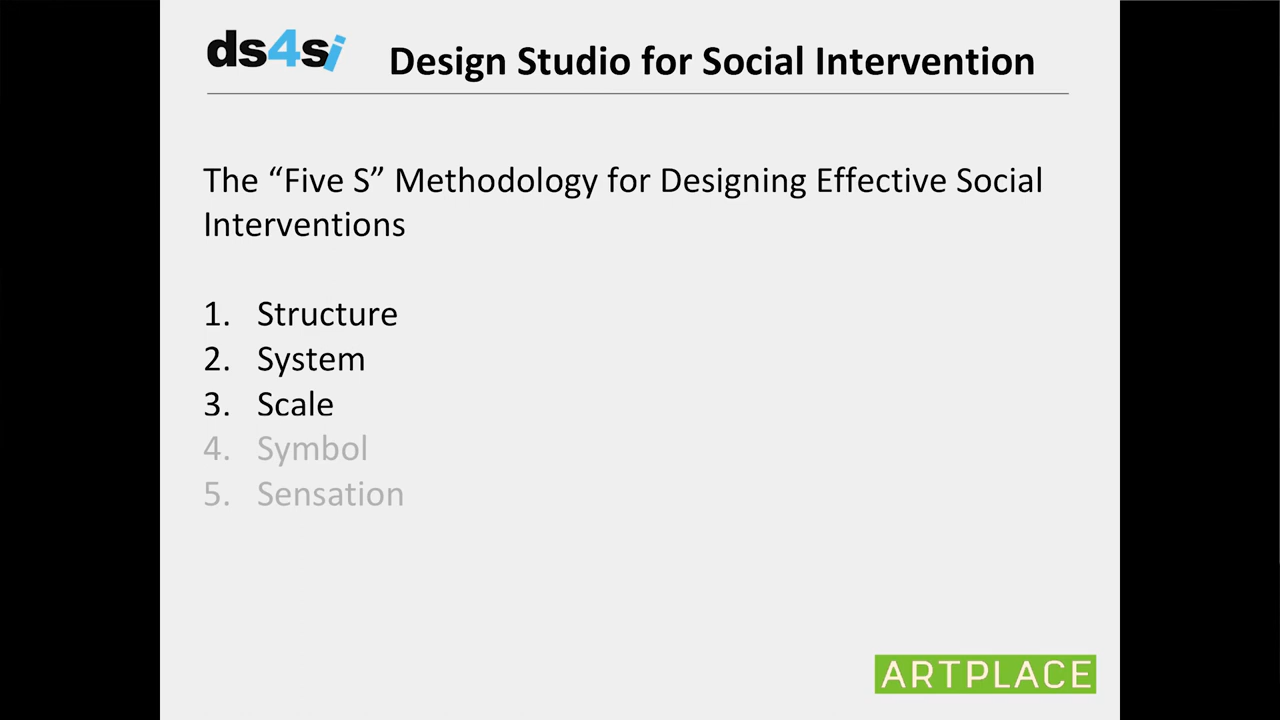 ds4si
Design Studio for Social Intervention
The “Five S” Methodology for Designing Effective Social
Interventions
1. Structure
2. System
3. Scale
4. Symbol
5. Sensation
ARTPLACE